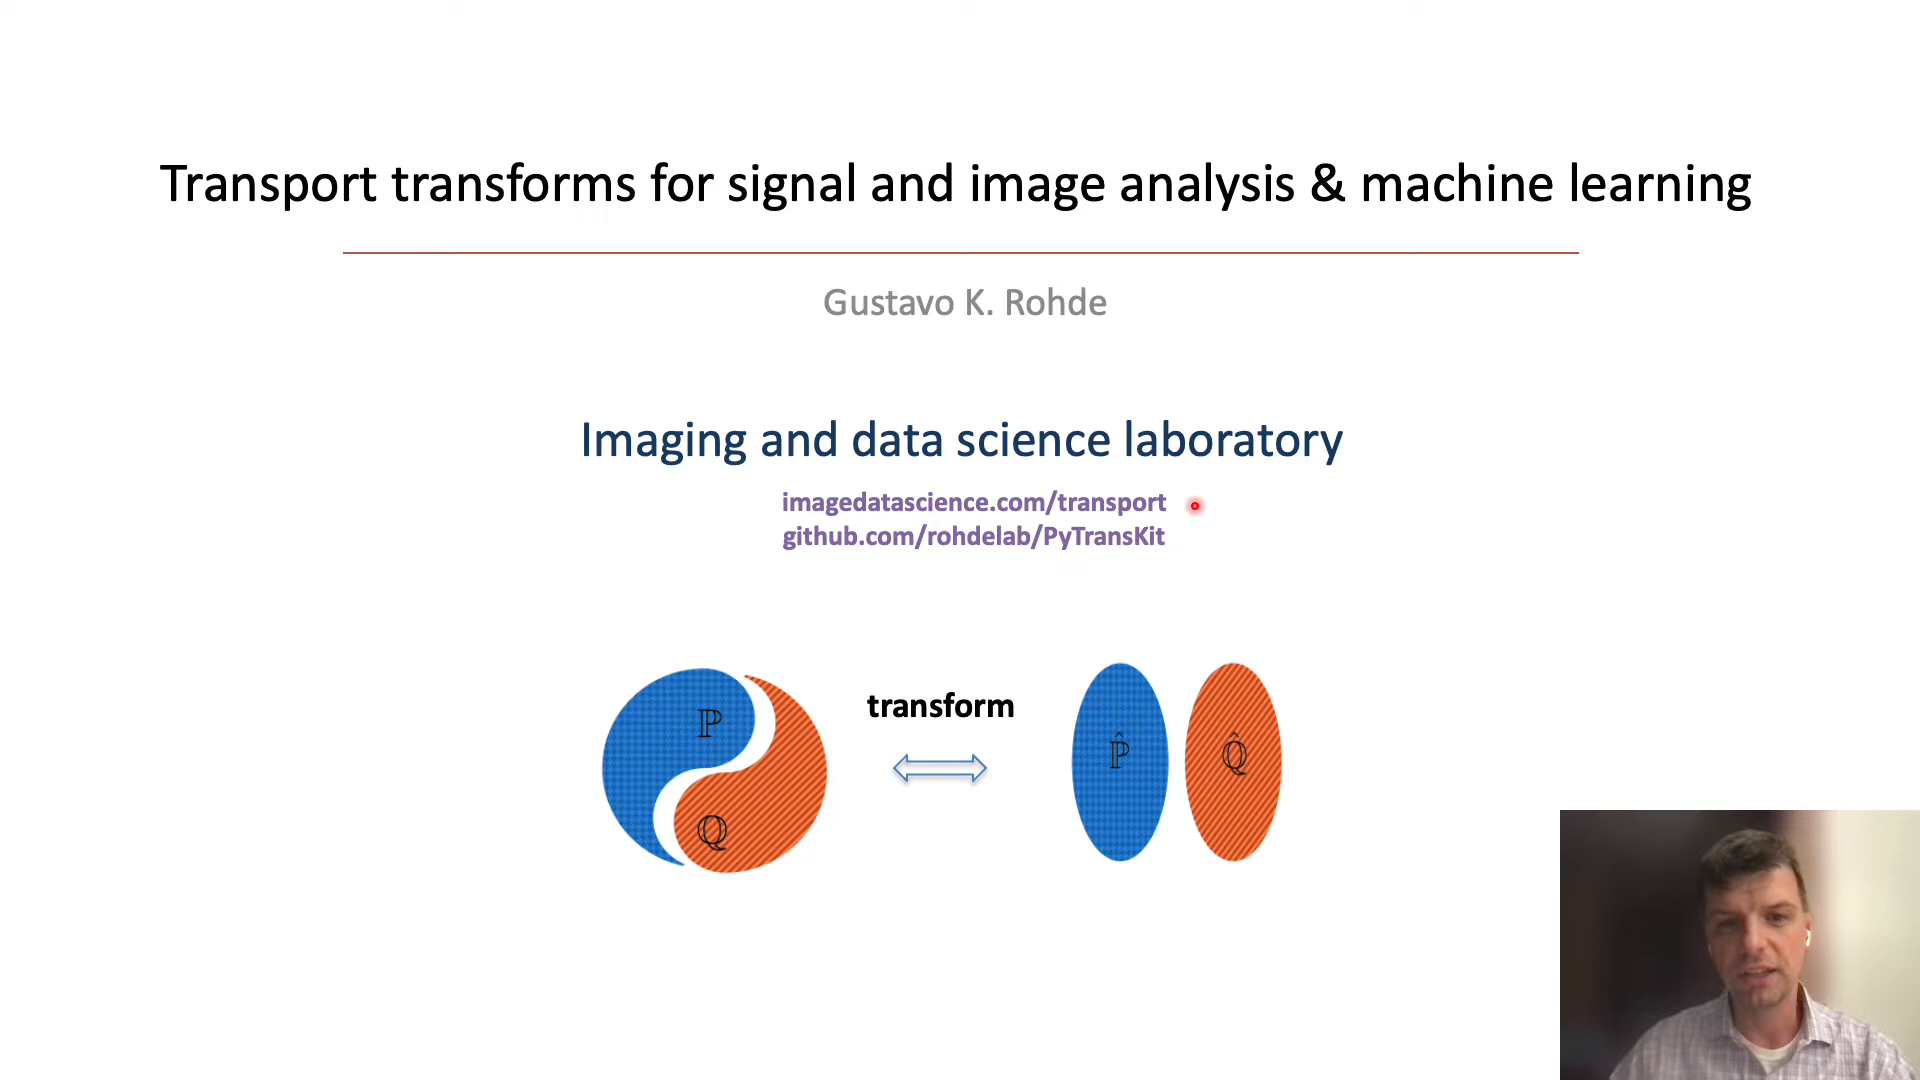 Transport transforms for signal and image analysis & machine learning
Gustavo K. Rohde
Imaging and data science laboratory
imagedatascience.com/transport
github.com/rohdelab/PyTransKit
transform
ℙ
ℚ
ℙ̂
ℚ̂